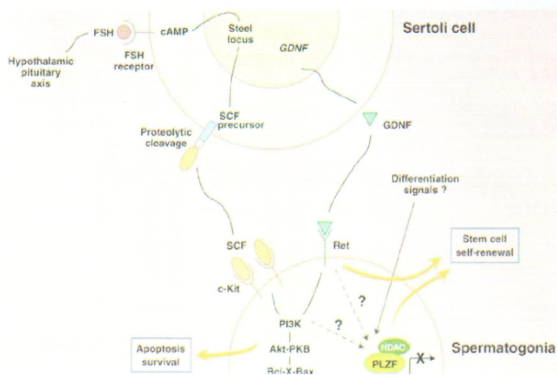 Sertoli cell
FSH
cAMP
Steel
locus
GDNF
Hypothalamic
pituitary
axis
FSH
receptor
SCF
precursor
Proteolytic
cleavage
GDNF
Differentiation
signals ?
SCF
Ret
Stem cell
self-renewal
c-Kit
?
?
PI3K
Akt-PKB
Bcl-X-Bax
Apoptosis
survival
HDAC
PLZF
X
Spermatogonia